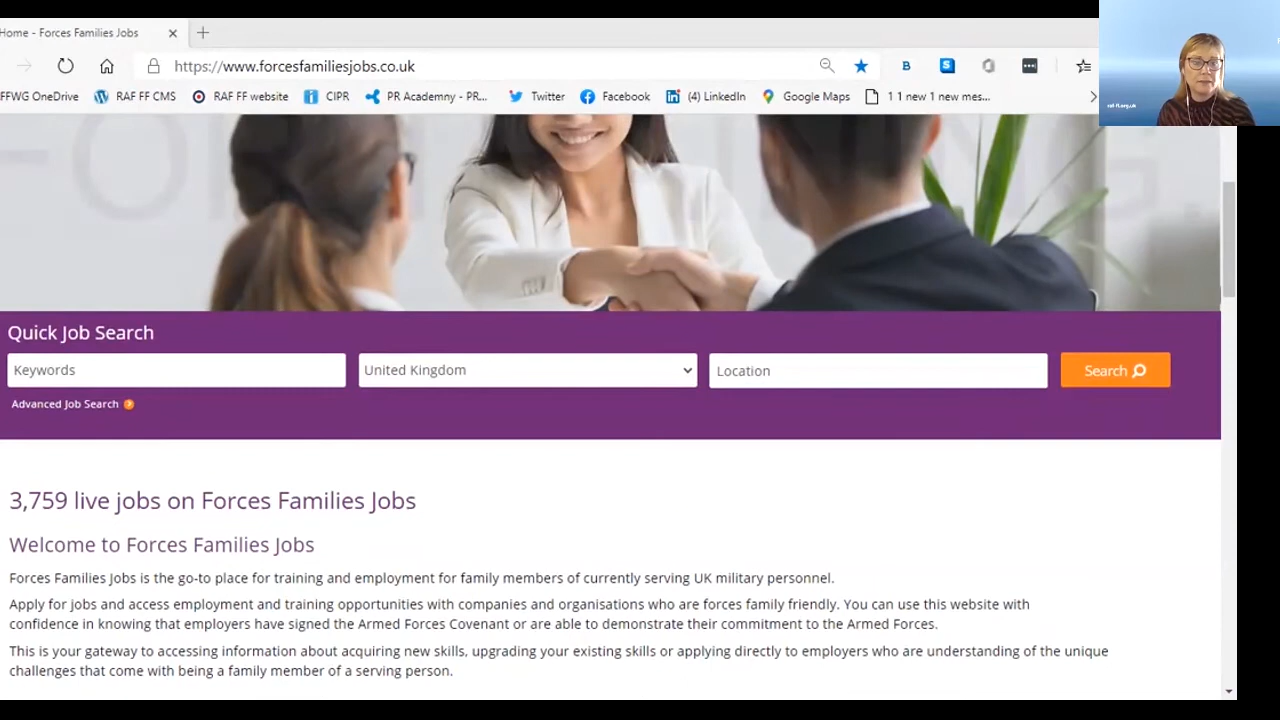 Home - Forces Families Jobs
https://www.forcesfamiliesjobs.co.uk
FFWG OneDrive RAF FF CMS RAF FF website CIPR PR Academny - PR... Twitter Facebook (4) LinkedIn Google Maps 1 1 new 1 new mes...
raf-ff.org.uk
Quick Job Search
Keywords United Kingdom Location Search
Advanced Job Search
3,759 live jobs on Forces Families Jobs
Welcome to Forces Families Jobs
Forces Families Jobs is the go-to place for training and employment for family members of currently serving UK military personnel.
Apply for jobs and access employment and training opportunities with companies and organisations who are forces family friendly. You can use this website with
confidence in knowing that employers have signed the Armed Forces Covenant or are able to demonstrate their commitment to the Armed Forces.
This is your gateway to accessing information about acquiring new skills, upgrading your existing skills or applying directly to employers who are understanding of the unique
challenges that come with being a family member of a serving person.